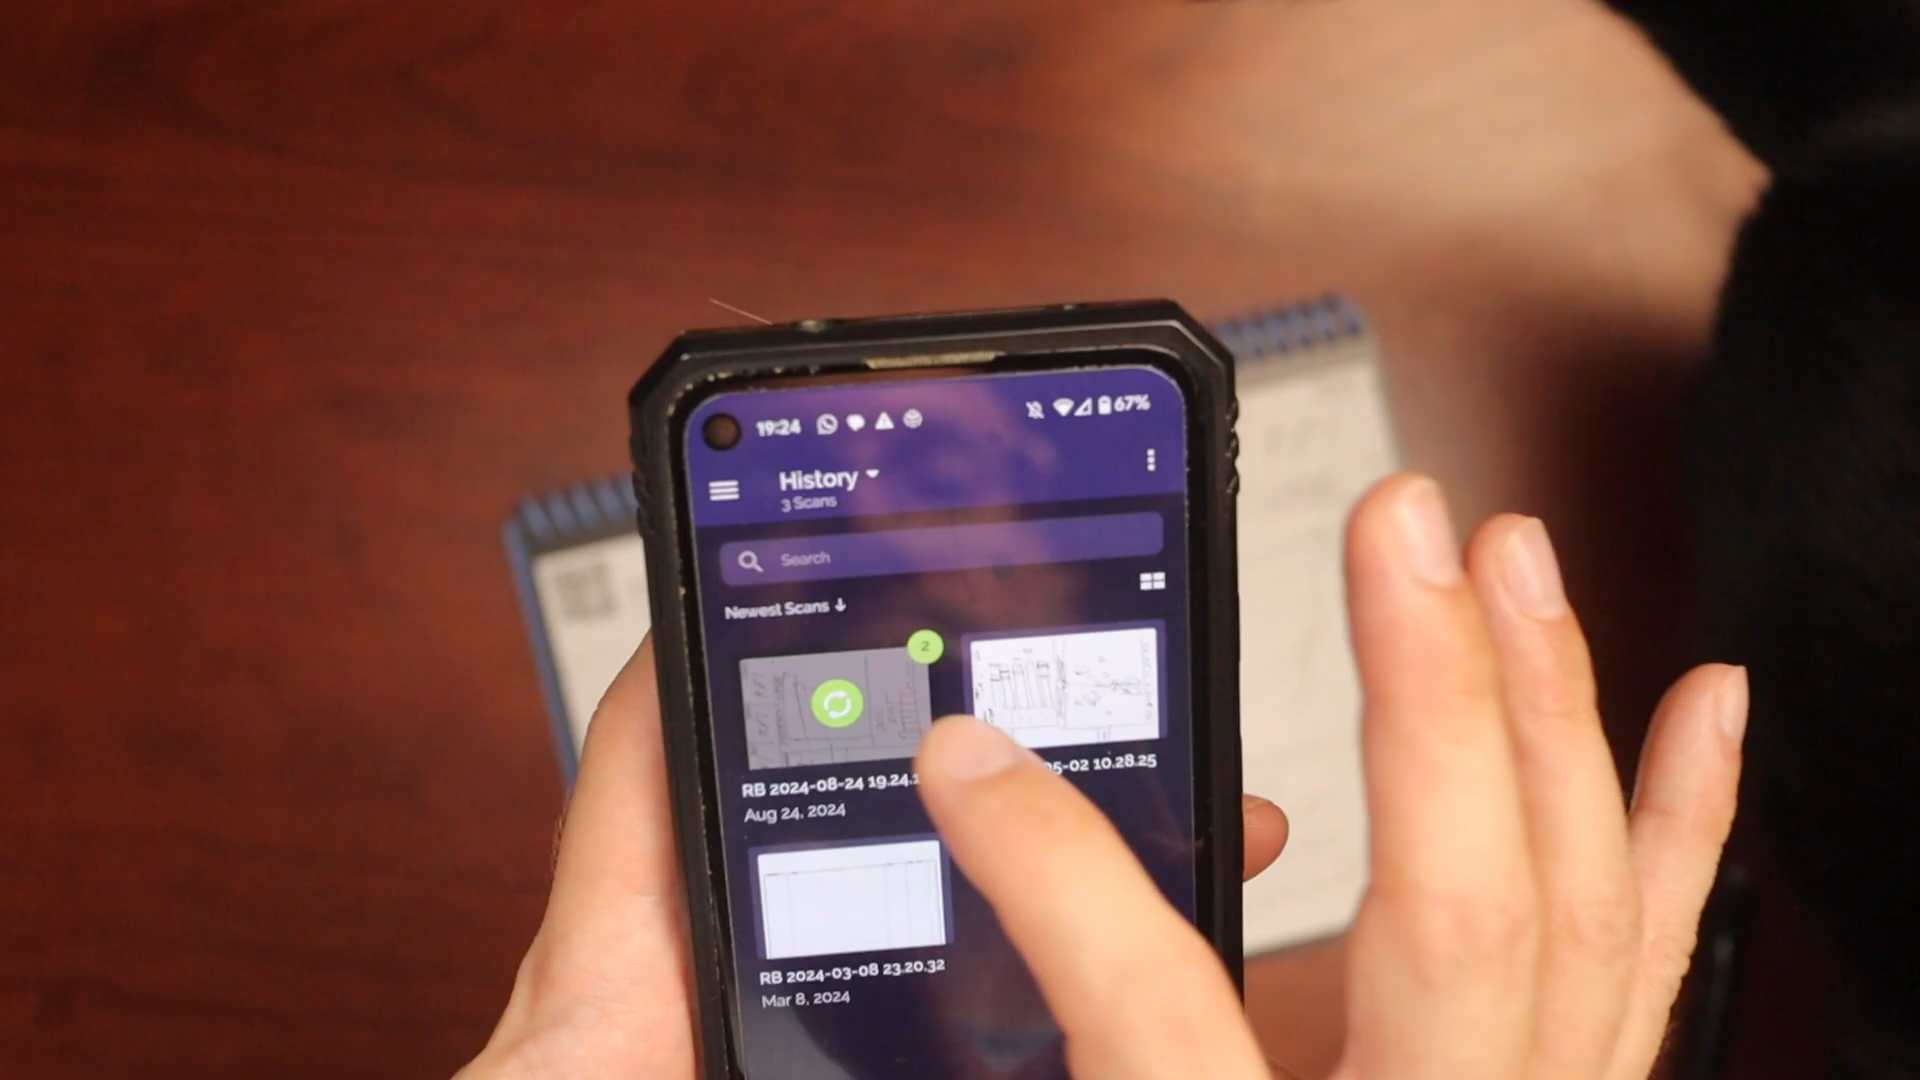 19:24 67%
History
3 Scans
Search
Newest Scans
2
RB 2024-08-24 19.24.
05-02 10.28.25
Aug 24, 2024
RB 2024-03-08 23.20.32
Mar 8, 2024